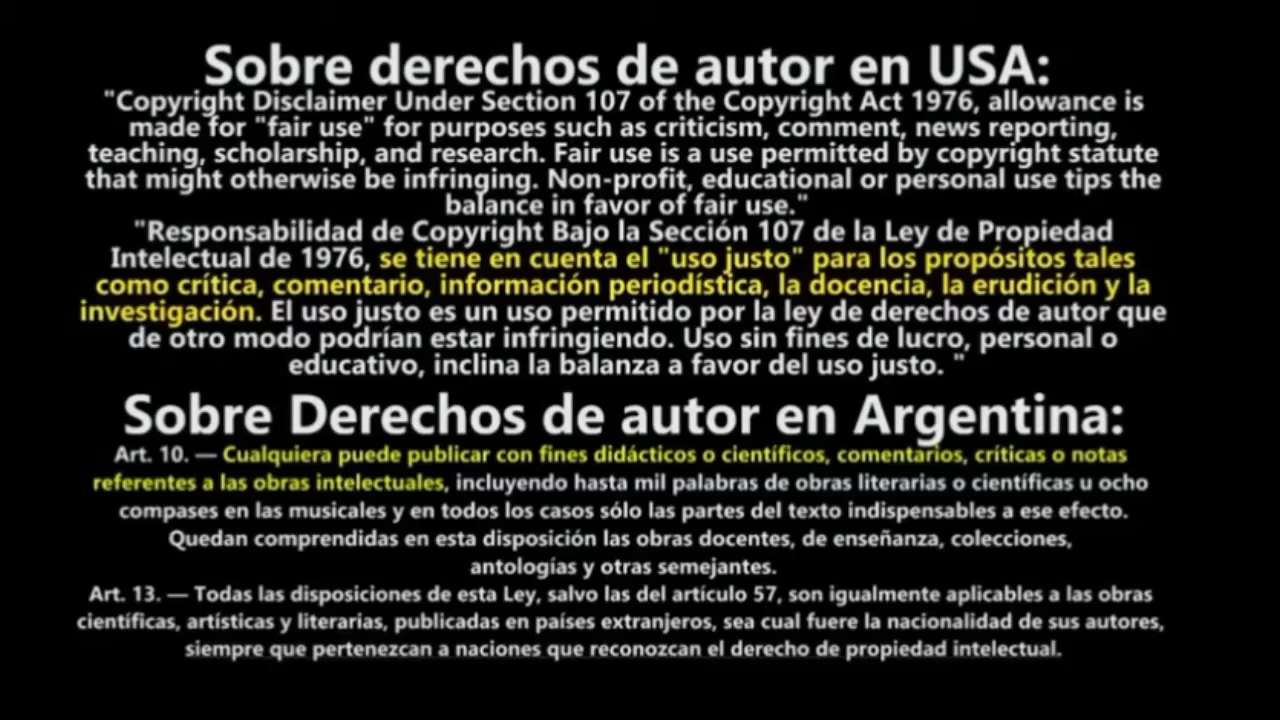 Sobre derechos de autor en USA:
"Copyright Disclaimer Under Section 107 of the Copyright Act 1976, allowance is
made for "fair use" for purposes such as criticism, comment, news reporting,
teaching, scholarship, and research. Fair use is a use permitted by copyright statute
that might otherwise be infringing. Non-profit, educational or personal use tips the
balance in favor of fair use."
"Responsabilidad de Copyright Bajo la Sección 107 de la Ley de Propiedad
Intelectual de 1976, se tiene en cuenta el "uso justo" para los propósitos tales
como crítica, comentario, información periodística, la docencia, la erudición y la
investigación. El uso justo es un uso permitido por la ley de derechos de autor que
de otro modo podrían estar infringiendo. Uso sin fines de lucro, personal o
educativo, inclina la balanza a favor del uso justo. "
Sobre Derechos de autor en Argentina:
Art. 10. — Cualquiera puede publicar con fines didácticos o científicos, comentarios, críticas o notas
referentes a las obras intelectuales, incluyendo hasta mil palabras de obras literarias o científicas u ocho
compases en las musicales y en todos los casos sólo las partes del texto indispensables a ese efecto.
Quedan comprendidas en esta disposición las obras docentes, de enseñanza, colecciones,
antologías y otras semejantes.
Art. 13. — Todas las disposiciones de esta Ley, salvo las del artículo 57, son igualmente aplicables a las obras
científicas, artísticas y literarias, publicadas en países extranjeros, sea cual fuere la nacionalidad de sus autores,
siempre que pertenezcan a naciones que reconozcan el derecho de propiedad intelectual.